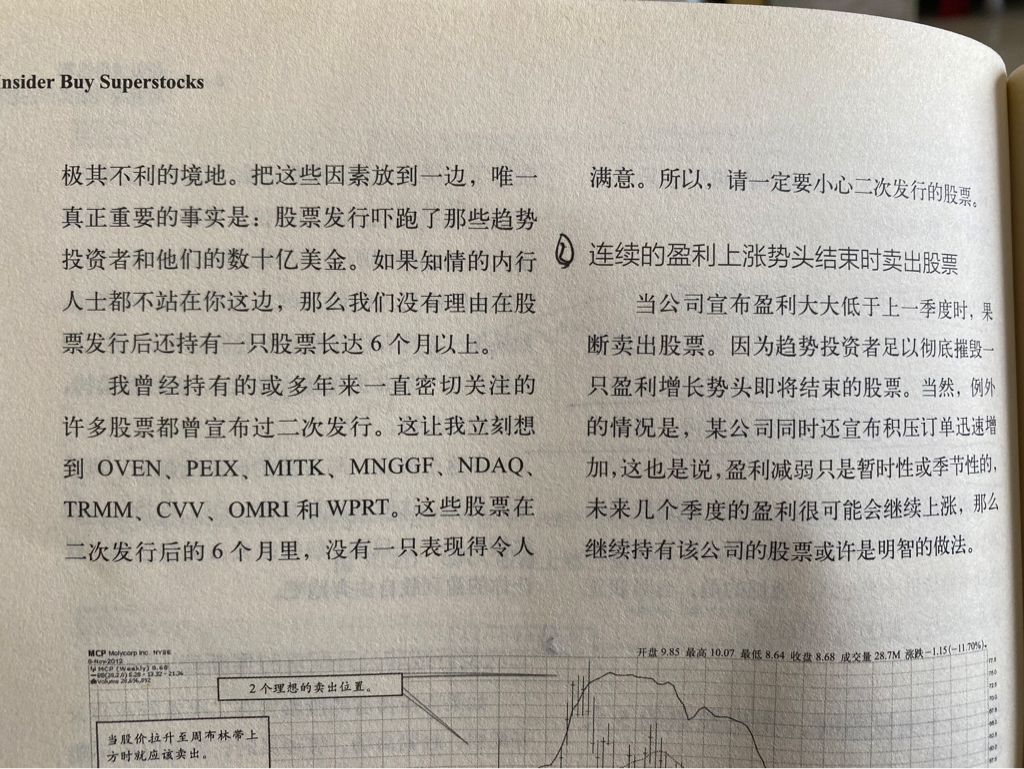 nsider Buy Superstocks
极其不利的境地。把这些因素放到一边，唯一
真正重要的事实是：股票发行吓跑了那些趋势
投资者和他们的数十亿美金。如果知情的内行
人士都不站在你这边，那么我们没有理由在股
票发行后还持有一只股票长达 6 个月以上。
我曾经持有的或多年来一直密切关注的
许多股票都曾宣布过二次发行。这让我立刻想
到 OVEN、PEIX、MITK、MNGGF、NDAQ、
TRMM、CVV、OMRI 和 WPRT。这些股票在
二次发行后的 6 个月里，没有一只表现得令人
满意。所以，请一定要小心二次发行的股票。
② 连续的盈利上涨势头结束时卖出股票
当公司宣布盈利大大低于上一季度时，果
断卖出股票。因为趋势投资者足以彻底摧毁一
只盈利增长势头即将结束的股票。当然，例外
的情况是，某公司同时还宣布积压订单迅速增
加，这也是说，盈利减弱只是暂时性或季节性的，
未来几个季度的盈利很可能会继续上涨，那么
继续持有该公司的股票或许是明智的做法。
MCP Molycorp Inc. NYSE
开盘 9.85 最高 10.07 最低 8.64 收盘 8.68 成交量 28.7M 涨跌 -1.15 (-11.70%)
MCP (Weekly) 8.68
2 个理想的卖出位置。
当股价拉升至周布林带上
方时就应该卖出。